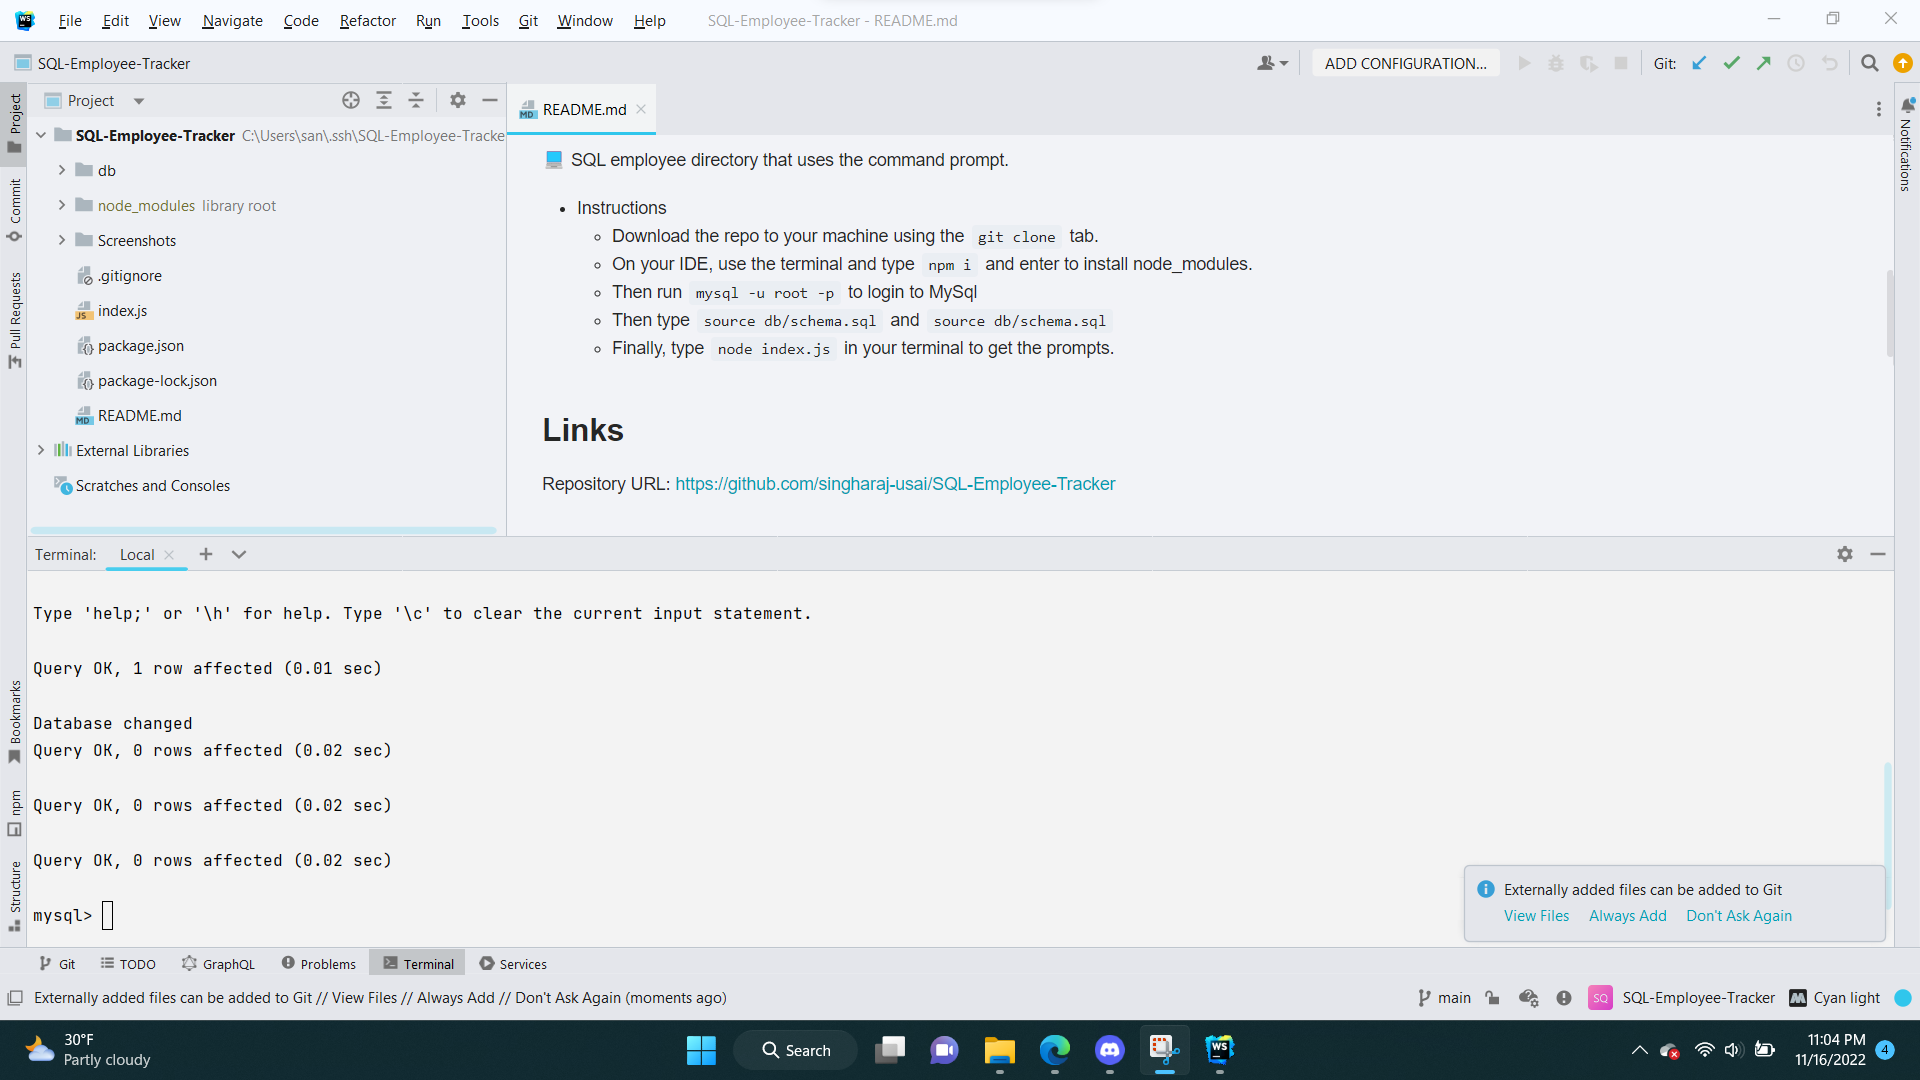 WS File Edit View Navigate Code Refactor Run Tools Git Window Help SQL-Employee-Tracker - README.md
SQL-Employee-Tracker
ADD CONFIGURATION...
Git:
Project
Commit
Pull Requests
Bookmarks
npm
Structure
Project
SQL-Employee-Tracker C:\Users\san\.ssh\SQL-Employee-Tracke
db
node_modules library root
Screenshots
.gitignore
JS index.js
package.json
package-lock.json
MD README.md
External Libraries
Scratches and Consoles
MD README.md
Notifications
SQL employee directory that uses the command prompt.
• Instructions
Download the repo to your machine using the git clone tab.
On your IDE, use the terminal and type npm i and enter to install node_modules.
Then run mysql -u root -p to login to MySql
Then type source db/schema.sql and source db/schema.sql
Finally, type node index.js in your terminal to get the prompts.
Links
Repository URL: https://github.com/singharaj-usai/SQL-Employee-Tracker
Terminal: Local
Type 'help;' or '\h' for help. Type '\c' to clear the current input statement.
Query OK, 1 row affected (0.01 sec)
Database changed
Query OK, 0 rows affected (0.02 sec)
Query OK, 0 rows affected (0.02 sec)
Query OK, 0 rows affected (0.02 sec)
mysql>
Externally added files can be added to Git
View Files Always Add Don't Ask Again
Git TODO GraphQL Problems Terminal Services
Externally added files can be added to Git // View Files // Always Add // Don't Ask Again (moments ago)
main SQ SQL-Employee-Tracker M Cyan light
30°F
Partly cloudy
Search
WS
11:04 PM
11/16/2022
4